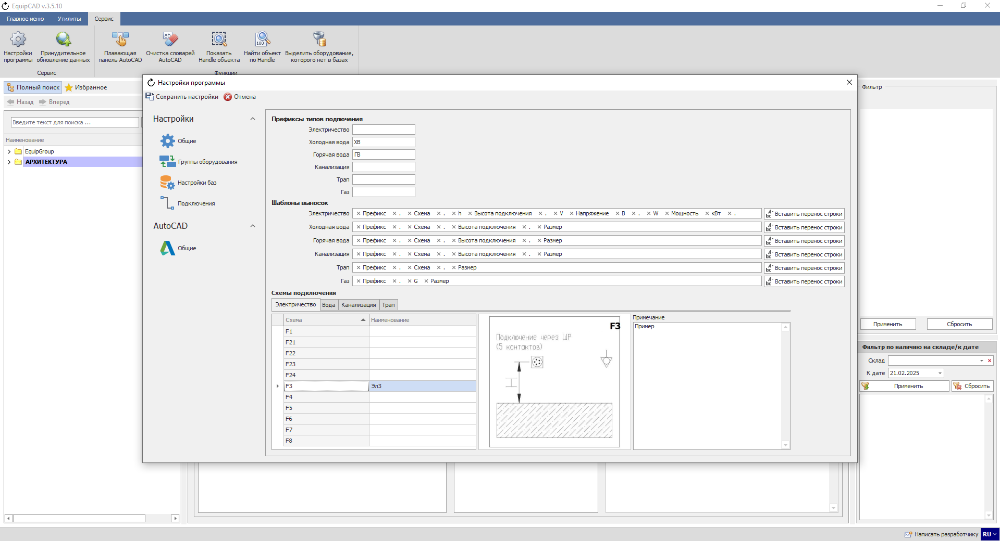 EquipCAD v.3.5.10
Главное меню Утилиты Сервис
Настройки программы
Принудительное обновление данных
Плавающая панель AutoCAD
Очистка словарей AutoCAD
Показать Handle объекта
Найти объект по Handle
Выделить оборудование, которого нет в базах
Сервис
Функции
Полный поиск Избранное
Назад Вперед
Введите текст для поиска ...
Наименование
EquipGroup
АРХИТЕКТУРА
Настройки программы
Сохранить настройки Отмена
Настройки
Общие
Группы оборудования
Настройки баз
Подключения
AutoCAD
Общие
Префиксы типов подлючения
Электричество
Холодная вода ХВ
Горячая вода ГВ
Канализация
Трап
Газ
Шаблоны выносок
Электричество × Префикс × . × Схема × . × h × Высота подключения × . × V × Напряжение × В × . × W × Мощность × кВт × . Вставить перенос строки
Холодная вода × Префикс × . × Схема × . × Высота подключения × . × Размер Вставить перенос строки
Горячая вода × Префикс × . × Схема × . × Высота подключения × . × Размер Вставить перенос строки
Канализация × Префикс × . × Схема × . × Высота подключения × . × Размер Вставить перенос строки
Трап × Префикс × . × Схема × . × Размер Вставить перенос строки
Газ × Префикс × . × G × Размер Вставить перенос строки
Схемы подключения
Электричество Вода Канализация Трап
Схема Наименование
F1
F21
F22
F23
F24
F3 Эл3
F4
F5
F6
F7
F8
F3
Подключение через ШР
(5 контактов)
H
Примечание
Пример
Фильтр
Применить Сбросить
Фильтр по наличию на складе/к дате
Склад
К дате 21.02.2025
Применить Сбросить
Написать разработчику RU